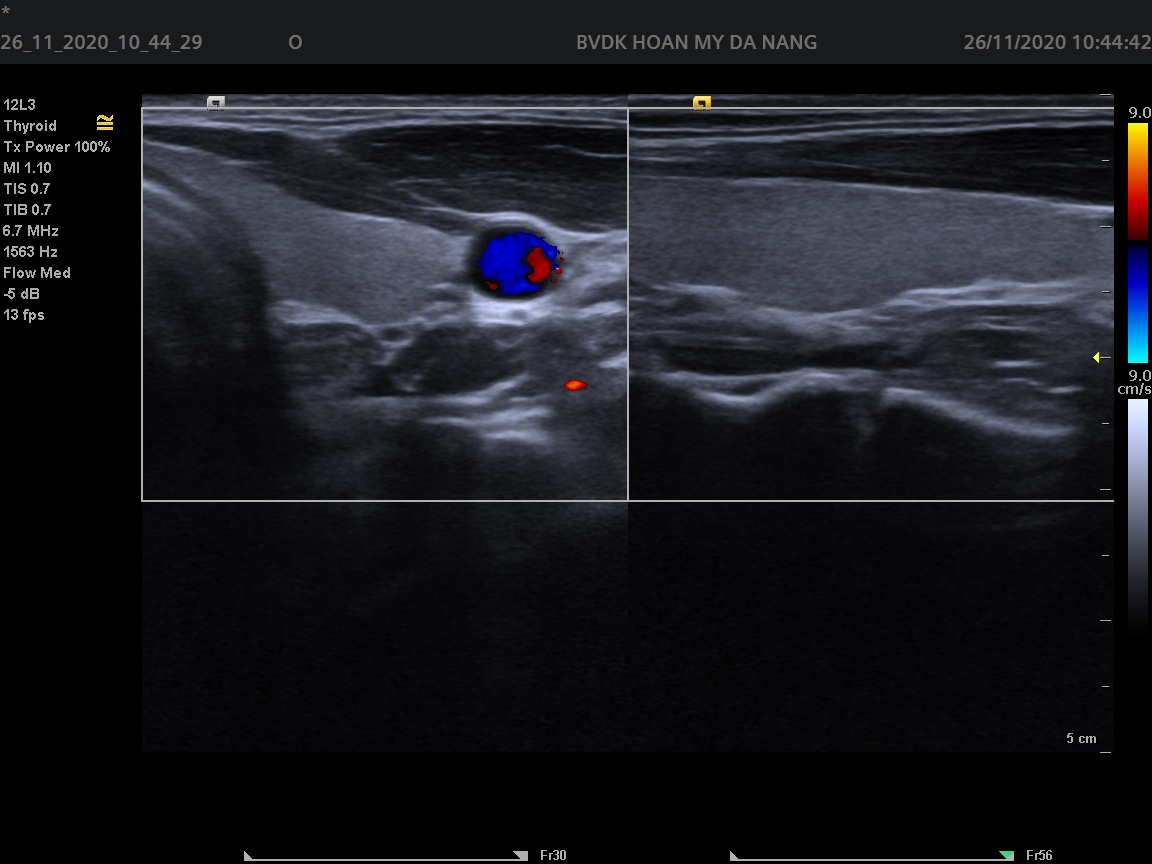 *
26_11_2020_10_44_29 O BVDK HOAN MY DA NANG 26/11/2020 10:44:42
12L3
Thyroid
Tx Power 100%
MI 1.10
TIS 0.7
TIB 0.7
6.7 MHz
1563 Hz
Flow Med
-5 dB
13 fps
9.0
9.0
cm/s
5 cm
Fr30
Fr56